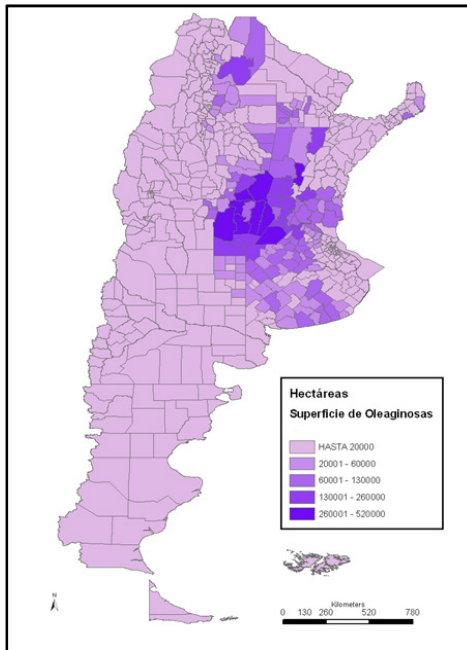 Hectáreas
Superficie de Oleaginosas
HASTA 20000
20001 - 60000
60001 - 130000
130001 - 260000
260001 - 520000
N
Kilometers
0 130 260 520 780